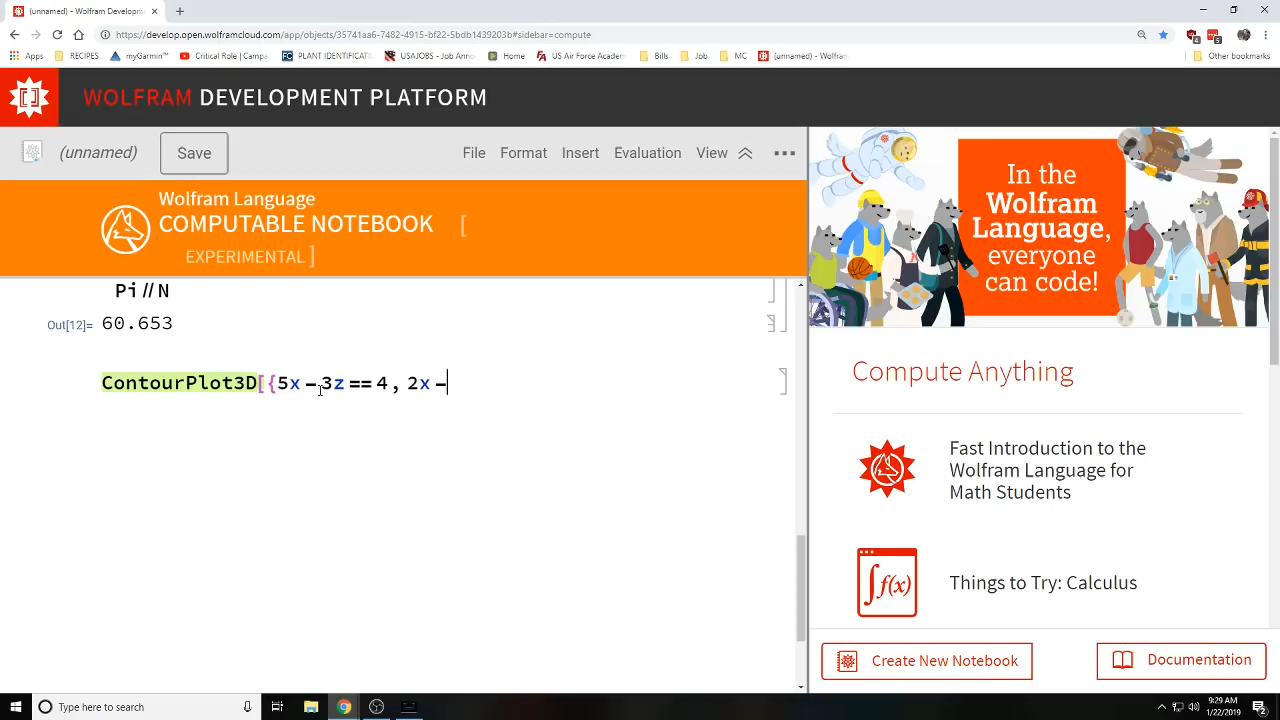 (unnamed) - Wolfram Develop
https://develop.open.wolframcloud.com/app/objects/35741aa6-7482-4915-bf22-5bdb1439203b#sidebar=compute
Apps
RECIPES
myGarmin™
Critical Role | Campa
PLANT IDENTIFICAT
USAJOBS - Job Anno
Home
US Air Force Academ
Bills
Job
MC
(unnamed) - Wolfram
Other bookmarks
WOLFRAM DEVELOPMENT PLATFORM
(unnamed)
Save
File
Format
Insert
Evaluation
View
Wolfram Language
COMPUTABLE NOTEBOOK
[ EXPERIMENTAL ]
Pi // N
Out[12]= 60.653
ContourPlot3D[{5x - 3z == 4, 2x -
In the
Wolfram
Language,
everyone
can code!
Compute Anything
Fast Introduction to the
Wolfram Language for
Math Students
∫f(x)
Things to Try: Calculus
Create New Notebook
Documentation
Type here to search
9:29 AM
1/22/2019